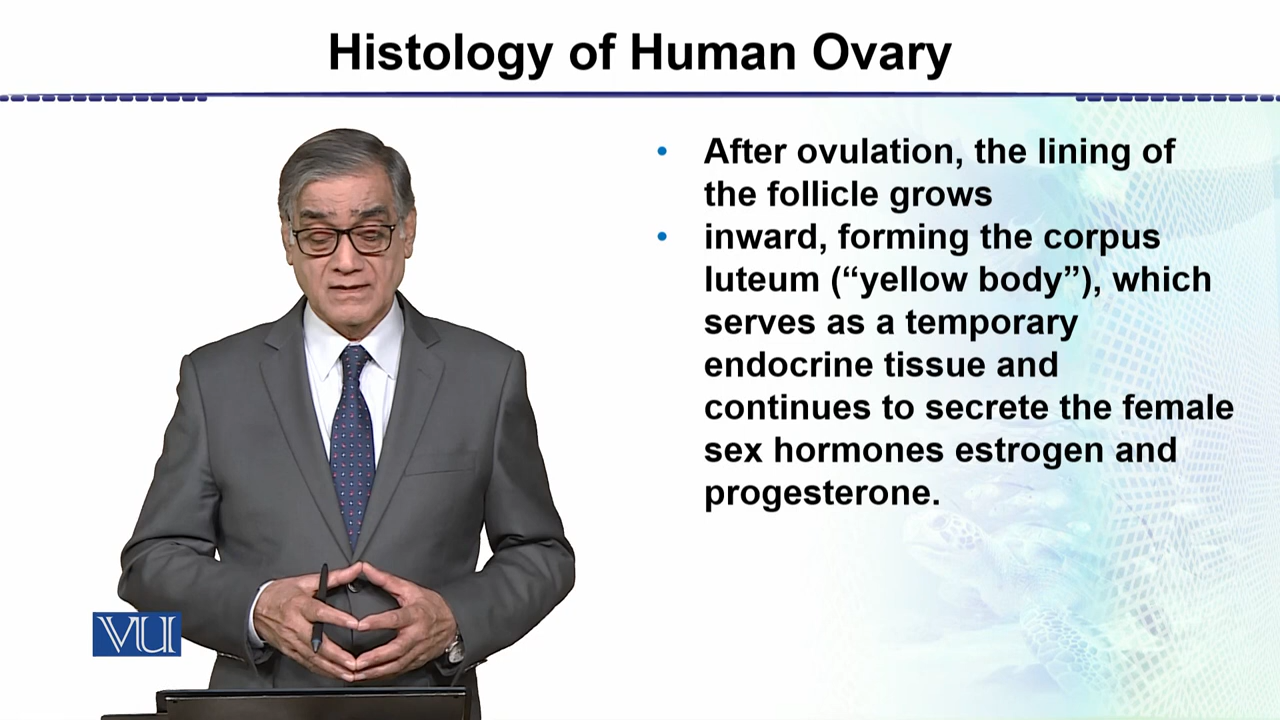 Histology of Human Ovary
• After ovulation, the lining of
the follicle grows
• inward, forming the corpus
luteum (“yellow body”), which
serves as a temporary
endocrine tissue and
continues to secrete the female
sex hormones estrogen and
progesterone.
VU